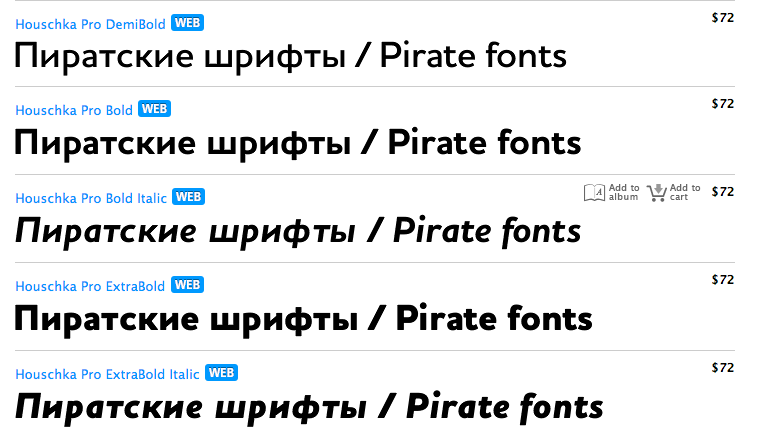 Houschka Pro DemiBold WEB $72
Пиратские шрифты / Pirate fonts
Houschka Pro Bold WEB $72
Пиратские шрифты / Pirate fonts
Houschka Pro Bold Italic WEB Add to album Add to cart $72
Пиратские шрифты / Pirate fonts
Houschka Pro ExtraBold WEB $72
Пиратские шрифты / Pirate fonts
Houschka Pro ExtraBold Italic WEB $72
Пиратские шрифты / Pirate fonts